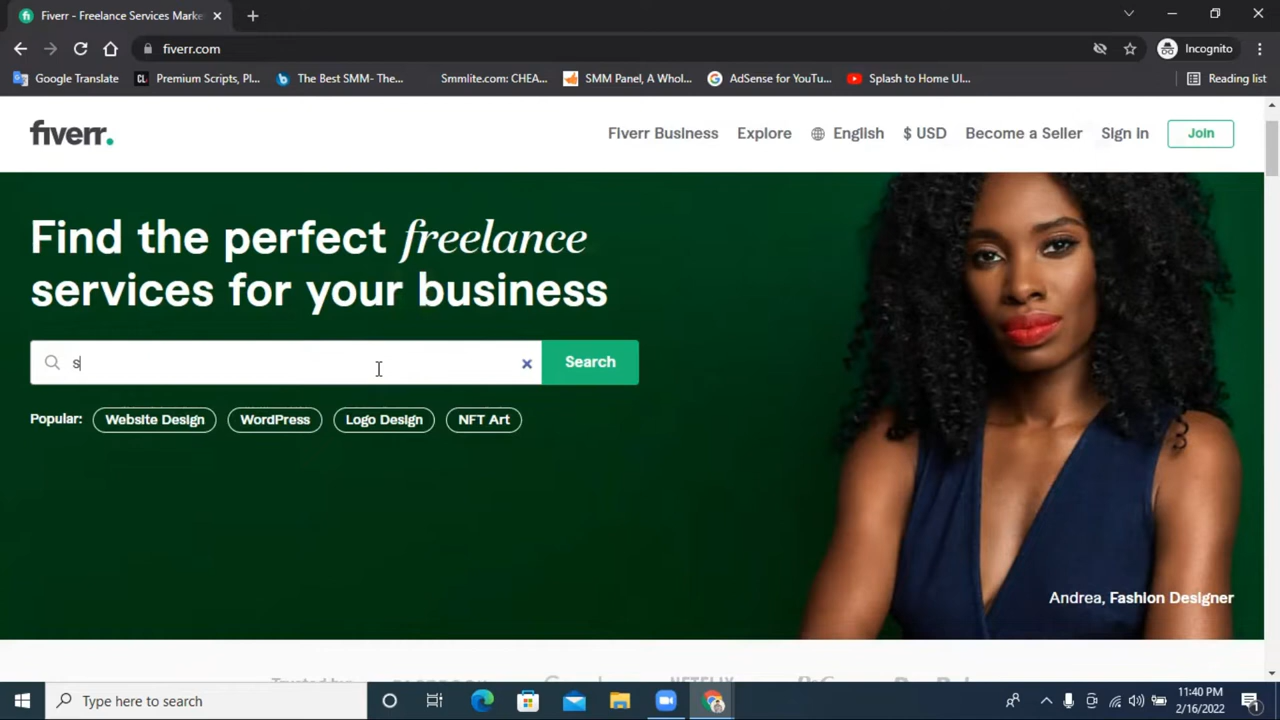 Fiverr - Freelance Services Marke
fiverr.com
Incognito
Google Translate
Premium Scripts, Pl...
The Best SMM- The...
Smmlite.com: CHEA...
SMM Panel, A Whol...
AdSense for YouTu...
Splash to Home UI...
Reading list
fiverr.
Fiverr Business
Explore
English
$ USD
Become a Seller
Sign In
Join
Find the perfect freelance
services for your business
s
Search
Popular:
Website Design
WordPress
Logo Design
NFT Art
Andrea, Fashion Designer
NETFLIX
Type here to search
11:40 PM
2/16/2022
1